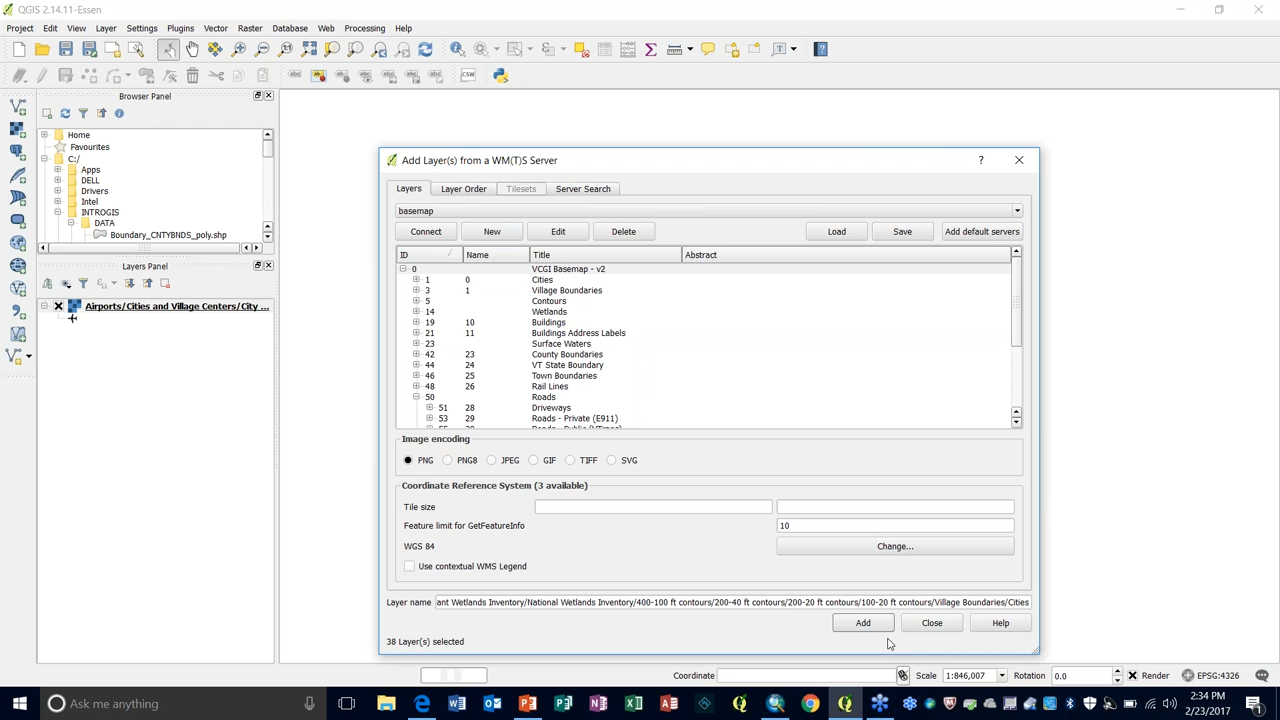 QGIS 2.14.11-Essen
Project Edit View Layer Settings Plugins Vector Raster Database Web Processing Help
CSW
Browser Panel
Home
Favourites
C:/
Apps
DELL
Drivers
Intel
INTROGIS
DATA
Boundary_CNTYBNDS_poly.shp
Layers Panel
Airports/Cities and Village Centers/City ...
Add Layer(s) from a WM(T)S Server
Layers Layer Order Tilesets Server Search
basemap
Connect New Edit Delete Load Save Add default servers
ID Name Title Abstract
0 VCGI Basemap - v2
1 0 Cities
3 1 Village Boundaries
5 Contours
14 Wetlands
19 10 Buildings
21 11 Buildings Address Labels
23 Surface Waters
42 23 County Boundaries
44 24 VT State Boundary
46 25 Town Boundaries
48 26 Rail Lines
50 Roads
51 28 Driveways
53 29 Roads - Private (E911)
Image encoding
PNG PNG8 JPEG GIF TIFF SVG
Coordinate Reference System (3 available)
Tile size
Feature limit for GetFeatureInfo 10
WGS 84 Change...
Use contextual WMS Legend
Layer name ant Wetlands Inventory/National Wetlands Inventory/400-100 ft contours/200-40 ft contours/200-20 ft contours/100-20 ft contours/Village Boundaries/Cities
Add Close Help
38 Layer(s) selected
Coordinate Scale 1:846,007 Rotation 0.0 Render EPSG:4326
Ask me anything
2:34 PM
2/23/2017